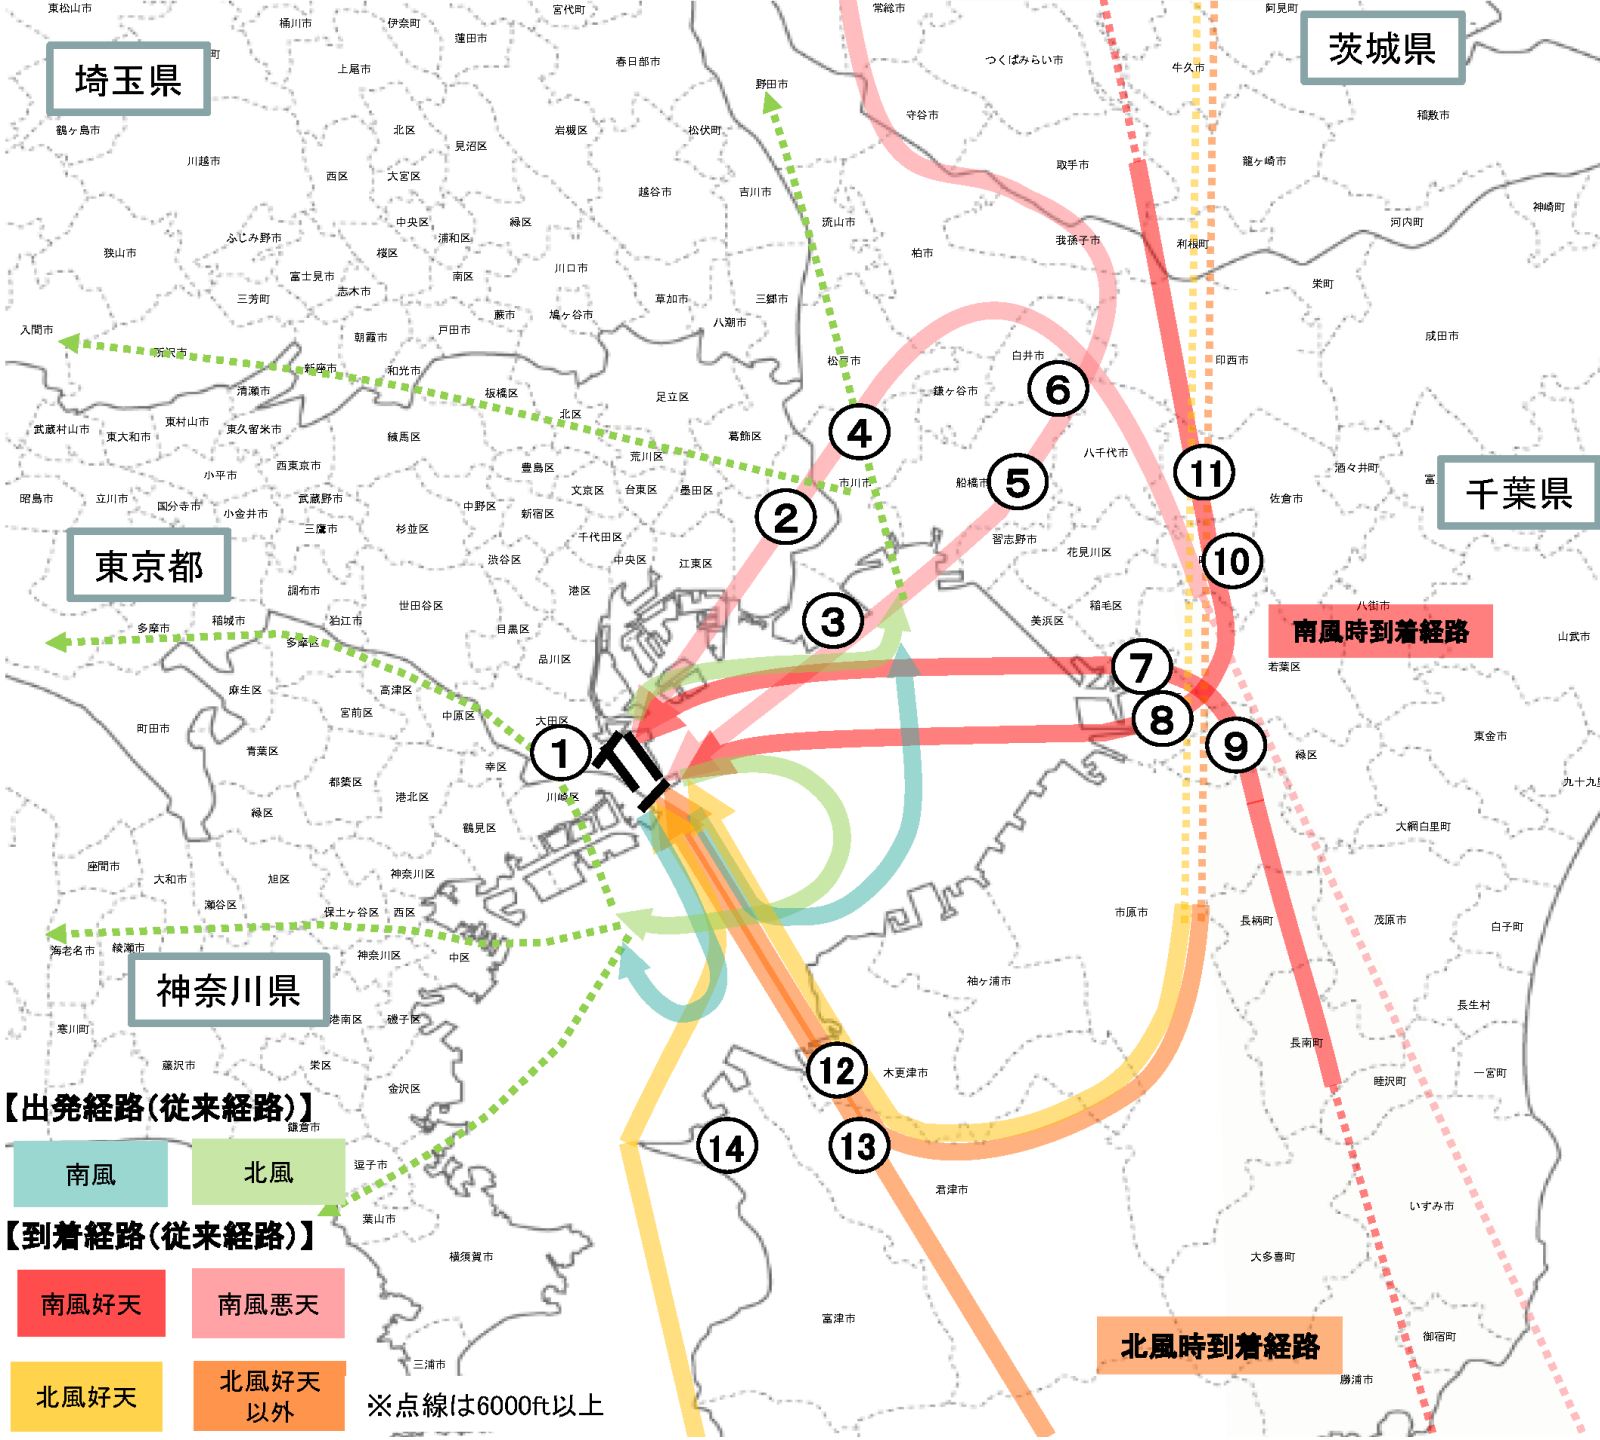 東松山市
桶川市
伊奈町
宮代町
常総市
阿見町
蓮田市
埼玉県
町
上尾市
春日部市
野田市
つくばみらい市
牛久市
茨城県
鶴ヶ島市
北区
岩槻区
松伏町
守谷市
稲敷市
川越市
見沼区
西区
大宮区
越谷市
吉川市
取手市
龍ヶ崎市
中央区
緑区
流山市
河内町
神崎町
狭山市
ふじみ野市
浦和区
桜区
柏市
我孫子市
利根町
富士見市
南区
川口市
志木市
三芳町
草加市
三郷市
栄町
入間市
朝霞市
戸田市
蕨市
鳩ヶ谷市
八潮市
成田市
所沢市
新座市
和光市
松戸市
白井市
印西市
清瀬市
板橋区
足立区
鎌ヶ谷市
⑥
武蔵村山市
東大和市
東村山市
東久留米市
練馬区
北区
葛飾区
④
八千代市
小平市
西東京市
豊島区
荒川区
市川市
船橋市
⑤
⑪
酒々井町
富
昭島市
立川市
国分寺市
小金井市
武蔵野市
中野区
文京区
台東区
墨田区
②
佐倉市
千葉県
三鷹市
杉並区
新宿区
千代田区
習志野市
花見川区
東京都
渋谷区
中央区
江東区
⑩
調布市
世田谷区
港区
③
美浜区
稲毛区
八街市
多摩市
稲城市
狛江市
多摩区
目黒区
南風時到着経路
山武市
品川区
⑦
若葉区
麻生区
高津区
町田市
宮前区
中原区
大田区
⑧
青葉区
①
⑨
緑区
東金市
都築区
幸区
港北区
川崎区
九十九里
緑区
鶴見区
大網白里町
座間市
大和市
旭区
神奈川区
瀬谷区
保土ヶ谷区
西区
市原市
長柄町
茂原市
白子町
海老名市
綾瀬市
神奈川区
中区
神奈川県
袖ヶ浦市
長生村
寒川町
港南区
磯子区
長南町
藤沢市
栄区
⑫
木更津市
睦沢町
一宮町
金沢区
【出発経路(従来経路)】
鎌倉市
⑭
⑬
南風
北風
逗子市
君津市
葉山市
いすみ市
【到着経路(従来経路)】
横須賀市
大多喜町
南風好天
南風悪天
富津市
北風時到着経路
御宿町
三浦市
勝浦市
北風好天
北風好天
以外
※点線は6000ft以上